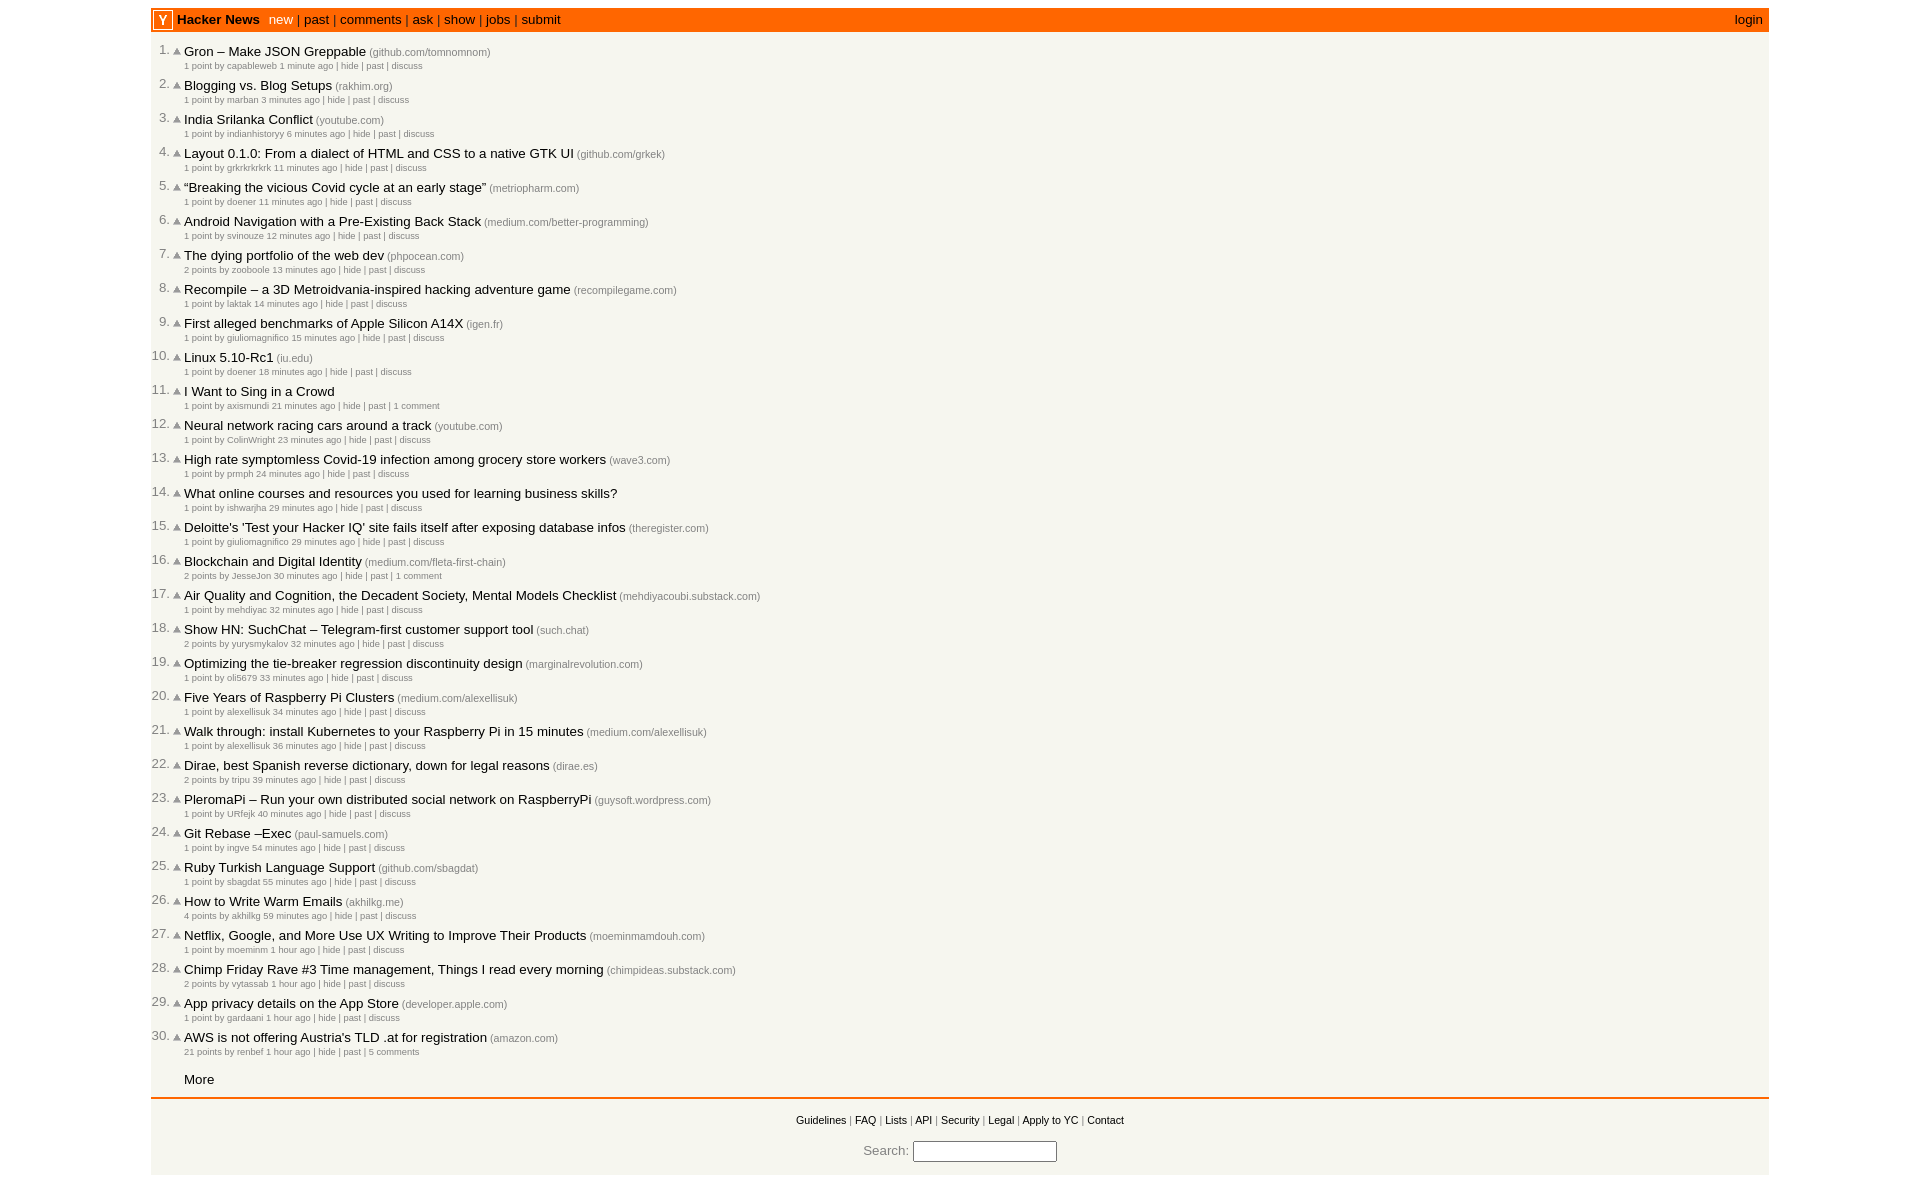 Y Hacker News new | past | comments | ask | show | jobs | submit login
1. Gron – Make JSON Greppable (github.com/tomnomnom)
1 point by capableweb 1 minute ago | hide | past | discuss
2. Blogging vs. Blog Setups (rakhim.org)
1 point by marban 3 minutes ago | hide | past | discuss
3. India Srilanka Conflict (youtube.com)
1 point by indianhistoryy 6 minutes ago | hide | past | discuss
4. Layout 0.1.0: From a dialect of HTML and CSS to a native GTK UI (github.com/grkek)
1 point by grkrkrkrkrk 11 minutes ago | hide | past | discuss
5. “Breaking the vicious Covid cycle at an early stage” (metriopharm.com)
1 point by doener 11 minutes ago | hide | past | discuss
6. Android Navigation with a Pre-Existing Back Stack (medium.com/better-programming)
1 point by svinouze 12 minutes ago | hide | past | discuss
7. The dying portfolio of the web dev (phpocean.com)
2 points by zooboole 13 minutes ago | hide | past | discuss
8. Recompile – a 3D Metroidvania-inspired hacking adventure game (recompilegame.com)
1 point by laktak 14 minutes ago | hide | past | discuss
9. First alleged benchmarks of Apple Silicon A14X (igen.fr)
1 point by giuliomagnifico 15 minutes ago | hide | past | discuss
10. Linux 5.10-Rc1 (iu.edu)
1 point by doener 18 minutes ago | hide | past | discuss
11. I Want to Sing in a Crowd
1 point by axismundi 21 minutes ago | hide | past | 1 comment
12. Neural network racing cars around a track (youtube.com)
1 point by ColinWright 23 minutes ago | hide | past | discuss
13. High rate symptomless Covid-19 infection among grocery store workers (wave3.com)
1 point by prmph 24 minutes ago | hide | past | discuss
14. What online courses and resources you used for learning business skills?
1 point by ishwarjha 29 minutes ago | hide | past | discuss
15. Deloitte's 'Test your Hacker IQ' site fails itself after exposing database infos (theregister.com)
1 point by giuliomagnifico 29 minutes ago | hide | past | discuss
16. Blockchain and Digital Identity (medium.com/fleta-first-chain)
2 points by JesseJon 30 minutes ago | hide | past | 1 comment
17. Air Quality and Cognition, the Decadent Society, Mental Models Checklist (mehdiyacoubi.substack.com)
1 point by mehdiyac 32 minutes ago | hide | past | discuss
18. Show HN: SuchChat – Telegram-first customer support tool (such.chat)
2 points by yurysmykalov 32 minutes ago | hide | past | discuss
19. Optimizing the tie-breaker regression discontinuity design (marginalrevolution.com)
1 point by oli5679 33 minutes ago | hide | past | discuss
20. Five Years of Raspberry Pi Clusters (medium.com/alexellisuk)
1 point by alexellisuk 34 minutes ago | hide | past | discuss
21. Walk through: install Kubernetes to your Raspberry Pi in 15 minutes (medium.com/alexellisuk)
1 point by alexellisuk 36 minutes ago | hide | past | discuss
22. Dirae, best Spanish reverse dictionary, down for legal reasons (dirae.es)
2 points by tripu 39 minutes ago | hide | past | discuss
23. PleromaPi – Run your own distributed social network on RaspberryPi (guysoft.wordpress.com)
1 point by URfejk 40 minutes ago | hide | past | discuss
24. Git Rebase –Exec (paul-samuels.com)
1 point by ingve 54 minutes ago | hide | past | discuss
25. Ruby Turkish Language Support (github.com/sbagdat)
1 point by sbagdat 55 minutes ago | hide | past | discuss
26. How to Write Warm Emails (akhilkg.me)
4 points by akhilkg 59 minutes ago | hide | past | discuss
27. Netflix, Google, and More Use UX Writing to Improve Their Products (moeminmamdouh.com)
1 point by moeminm 1 hour ago | hide | past | discuss
28. Chimp Friday Rave #3 Time management, Things I read every morning (chimpideas.substack.com)
2 points by vytassab 1 hour ago | hide | past | discuss
29. App privacy details on the App Store (developer.apple.com)
1 point by gardaani 1 hour ago | hide | past | discuss
30. AWS is not offering Austria's TLD .at for registration (amazon.com)
21 points by renbef 1 hour ago | hide | past | 5 comments
More
Guidelines | FAQ | Lists | API | Security | Legal | Apply to YC | Contact
Search: